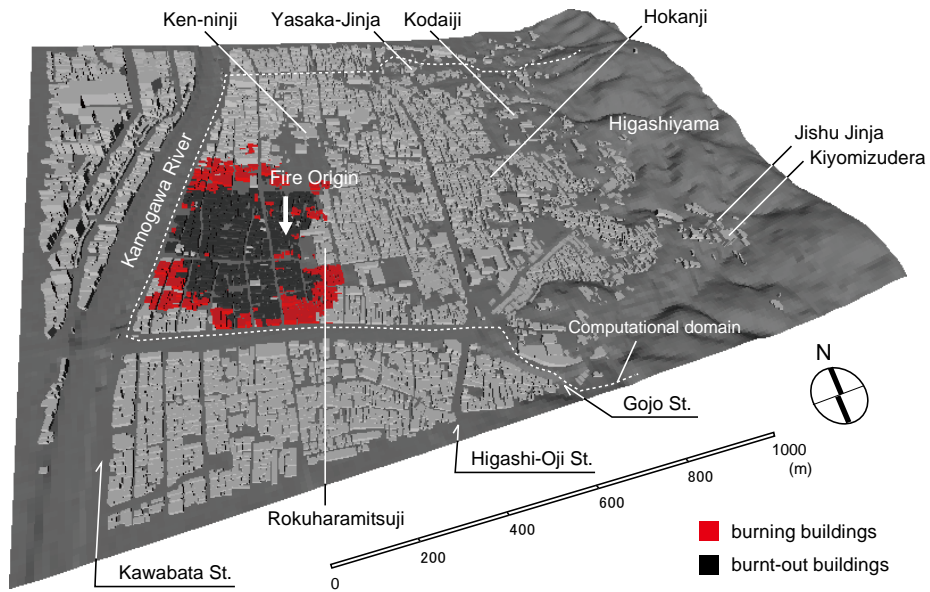 Ken-ninji
Yasaka-Jinja
Kodaiji
Hokanji
Higashiyama
Jishu Jinja
Kiyomizudera
Fire Origin
Kamogawa River
Computational domain
N
Gojo St.
Higashi-Oji St.
Rokuharamitsuji
Kawabata St.
0
200
400
600
800
1000
(m)
burning buildings
burnt-out buildings